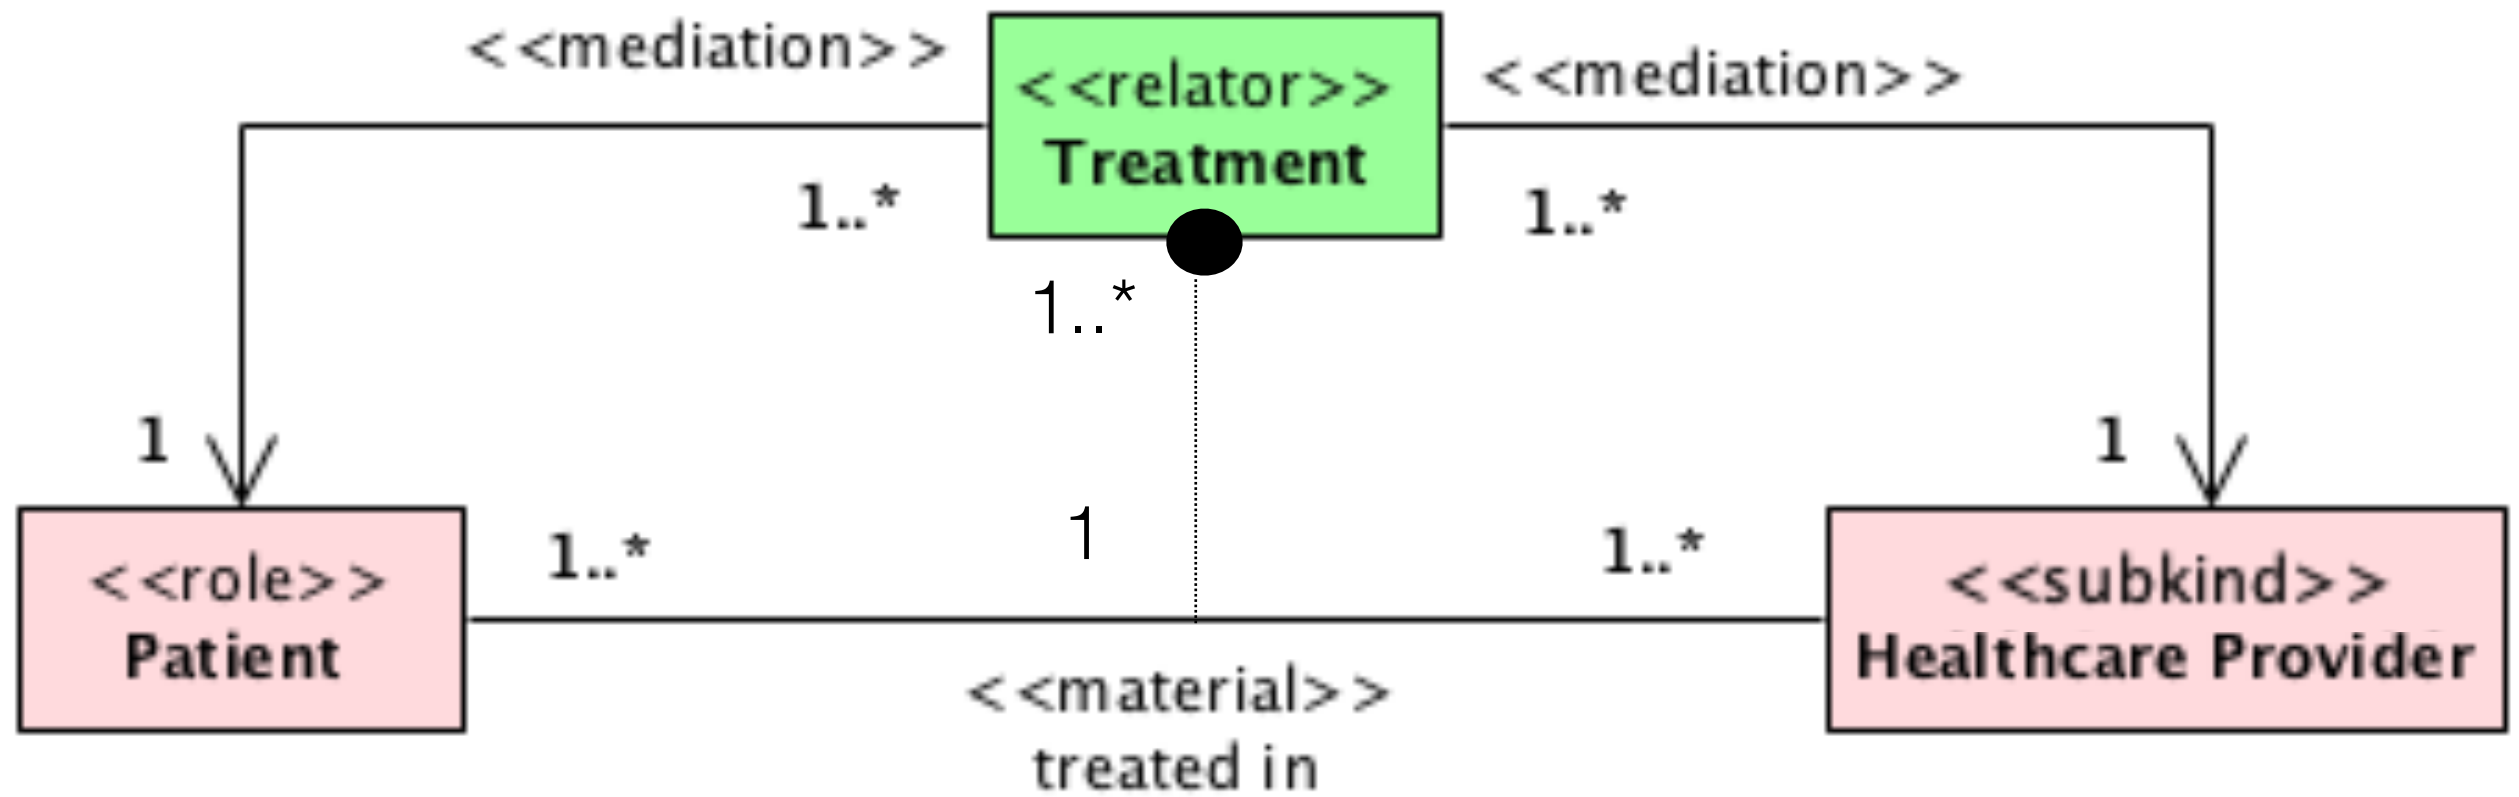 <<mediation>>
<<relator>>
Treatment
<<mediation>>
1..*
1..*
1..*
1
1
1
1..*
1..*
<<role>>
Patient
<<subkind>>
Healthcare Provider
<<material>>
treated in